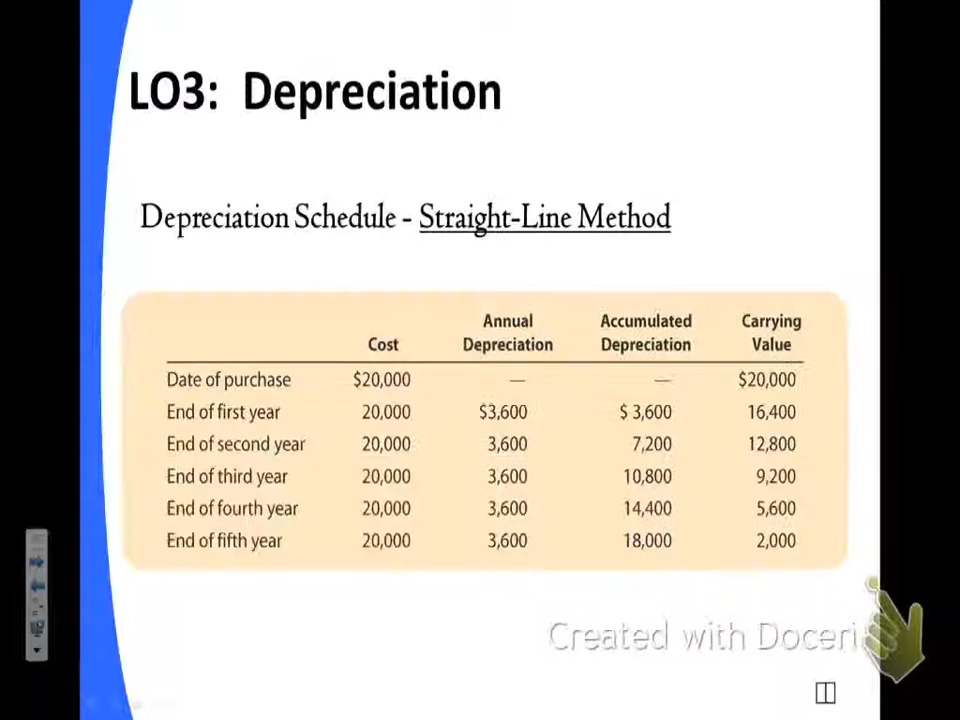 LO3: Depreciation
Depreciation Schedule - Straight-Line Method
Annual Accumulated Carrying
Cost Depreciation Depreciation Value
Date of purchase $20,000 — — $20,000
End of first year 20,000 $3,600 $ 3,600 16,400
End of second year 20,000 3,600 7,200 12,800
End of third year 20,000 3,600 10,800 9,200
End of fourth year 20,000 3,600 14,400 5,600
End of fifth year 20,000 3,600 18,000 2,000
Created with Doceri